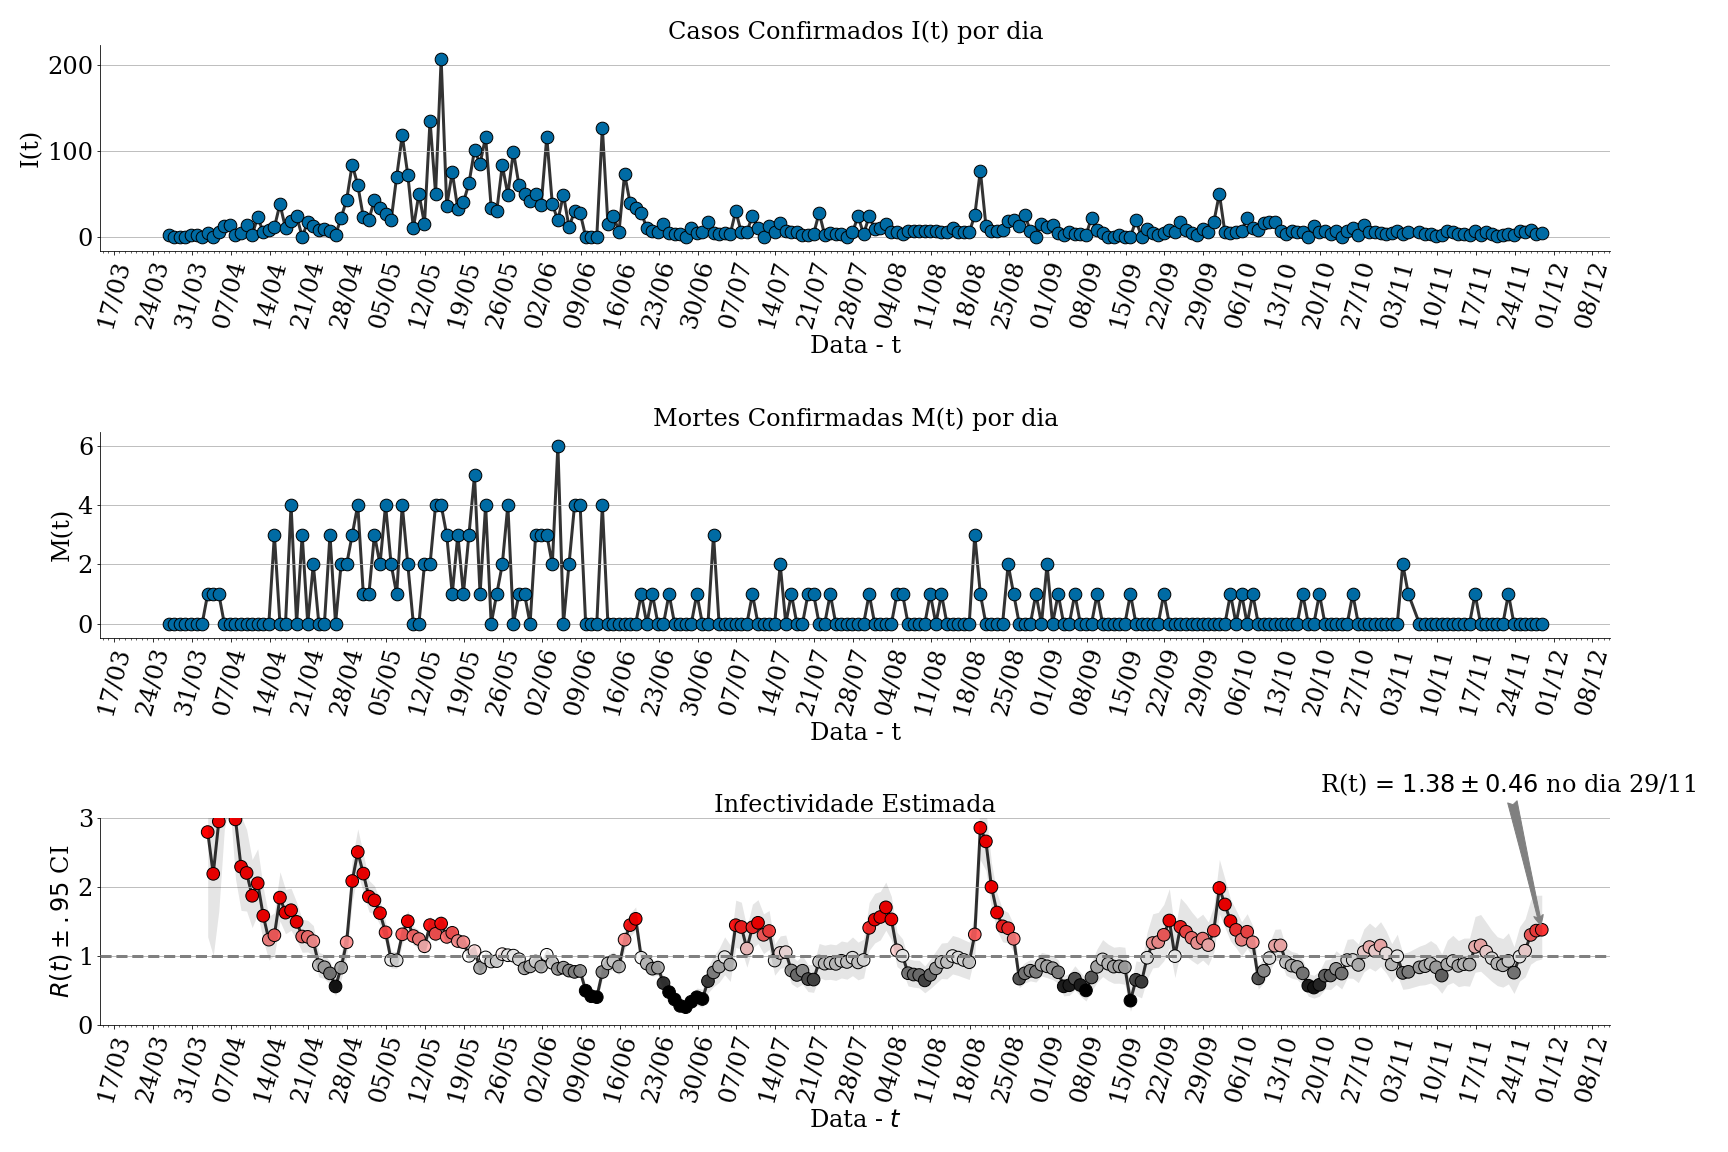 Casos Confirmados I(t) por dia
I(t)
200
100
0
17/03 24/03 31/03 07/04 14/04 21/04 28/04 05/05 12/05 19/05 26/05 02/06 09/06 16/06 23/06 30/06 07/07 14/07 21/07 28/07 04/08 11/08 18/08 25/08 01/09 08/09 15/09 22/09 29/09 06/10 13/10 20/10 27/10 03/11 10/11 17/11 24/11 01/12 08/12
Data - t
Mortes Confirmadas M(t) por dia
M(t)
6
4
2
0
17/03 24/03 31/03 07/04 14/04 21/04 28/04 05/05 12/05 19/05 26/05 02/06 09/06 16/06 23/06 30/06 07/07 14/07 21/07 28/07 04/08 11/08 18/08 25/08 01/09 08/09 15/09 22/09 29/09 06/10 13/10 20/10 27/10 03/11 10/11 17/11 24/11 01/12 08/12
Data - t
R(t) = 1.38 ± 0.46 no dia 29/11
Infectividade Estimada
R(t) ± .95 CI
3
2
1
0
17/03 24/03 31/03 07/04 14/04 21/04 28/04 05/05 12/05 19/05 26/05 02/06 09/06 16/06 23/06 30/06 07/07 14/07 21/07 28/07 04/08 11/08 18/08 25/08 01/09 08/09 15/09 22/09 29/09 06/10 13/10 20/10 27/10 03/11 10/11 17/11 24/11 01/12 08/12
Data - t